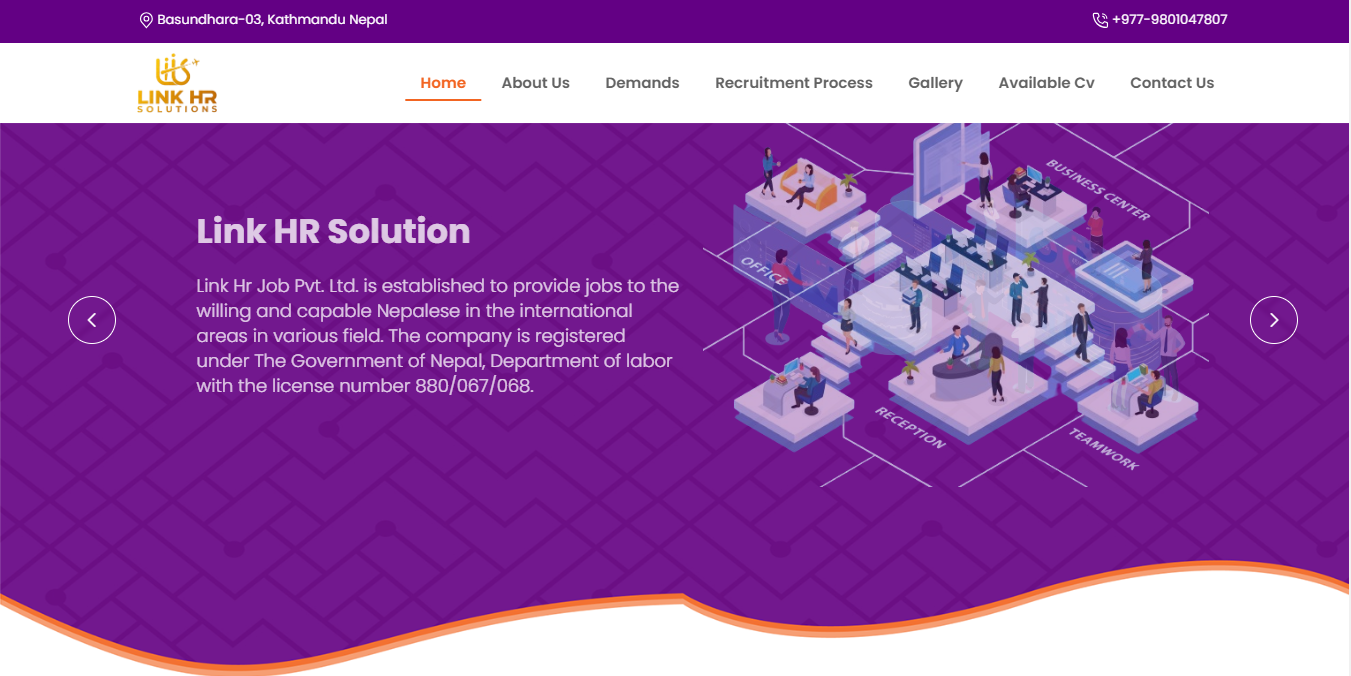 Basundhara-03, Kathmandu Nepal
+977-9801047807
LINK HR
SOLUTIONS
Home
About Us
Demands
Recruitment Process
Gallery
Available Cv
Contact Us
Link HR Solution
Link Hr Job Pvt. Ltd. is established to provide jobs to the
willing and capable Nepalese in the international
areas in various field. The company is registered
under The Government of Nepal, Department of labor
with the license number 880/067/068.
BUSINESS CENTER
OFFICE
RECEPTION
TEAMWORK